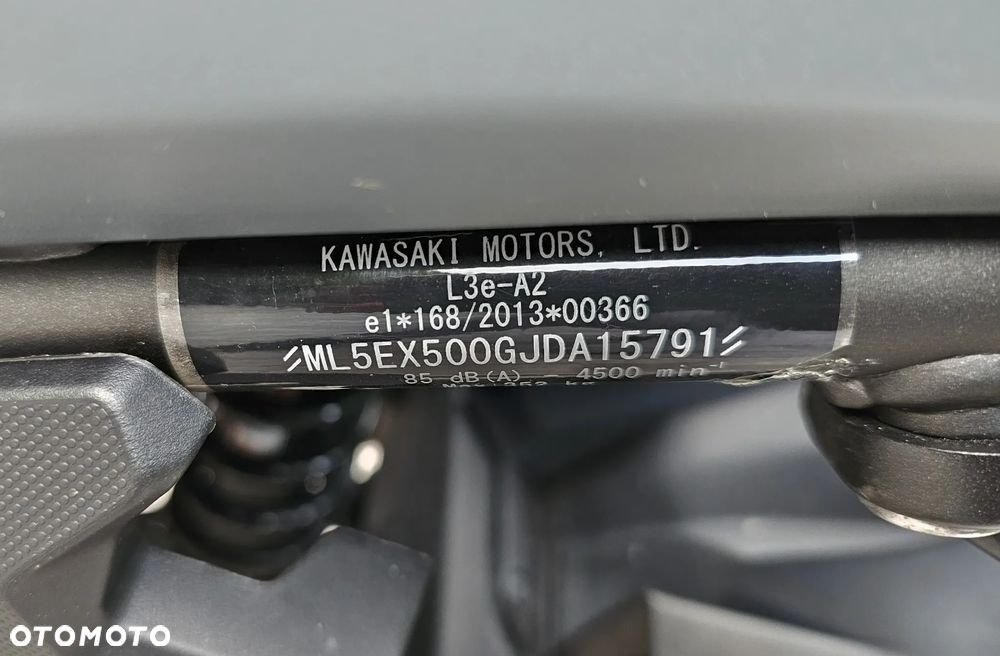 KAWASAKI MOTORS, LTD.
L3e-A2
e1*168/2013*00366
ML5EX500GJDA15791
85 dB(A) - 4500 min⁻¹
OTOMOTO